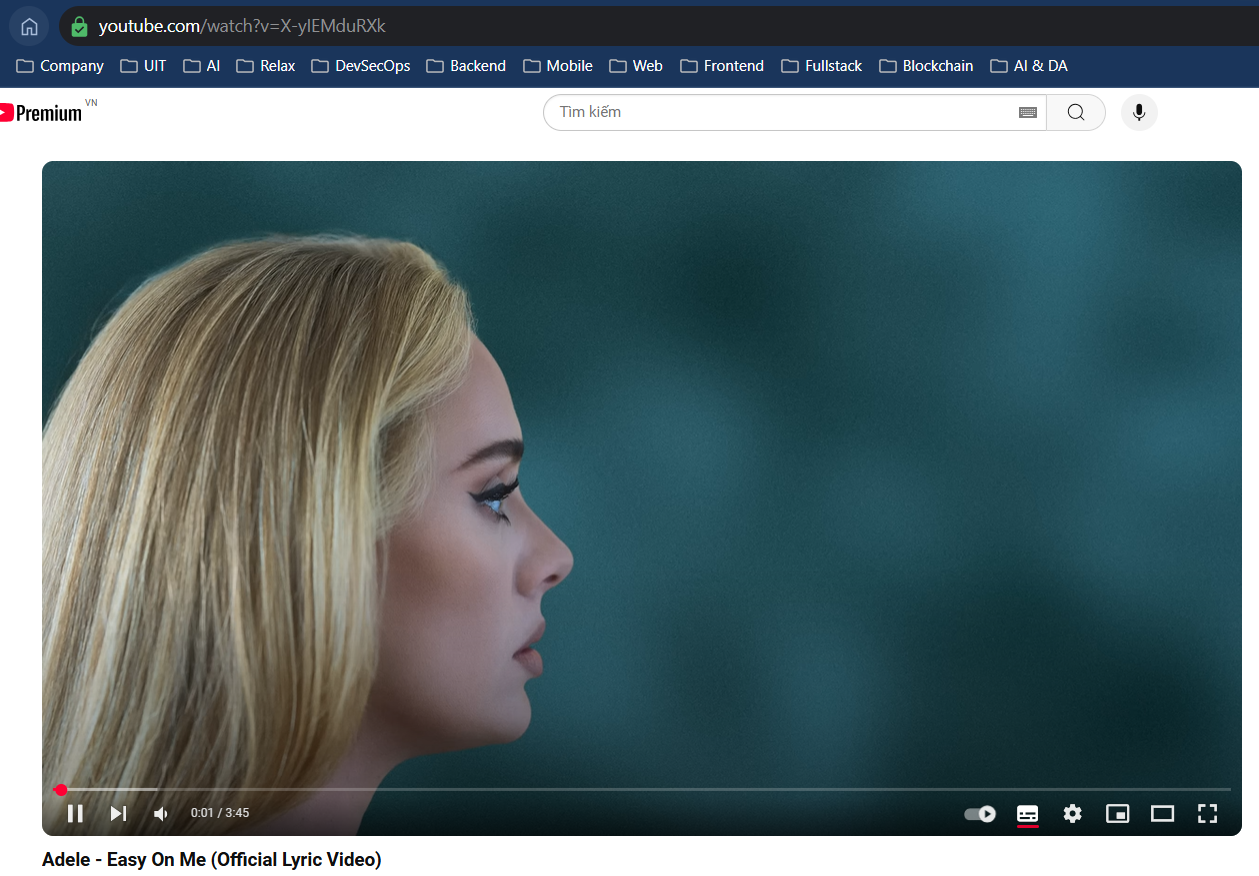 youtube.com/watch?v=X-yIEMduRXk
Company UIT AI Relax DevSecOps Backend Mobile Web Frontend Fullstack Blockchain AI & DA
Premium VN
Tìm kiếm
0:01 / 3:45
Adele - Easy On Me (Official Lyric Video)